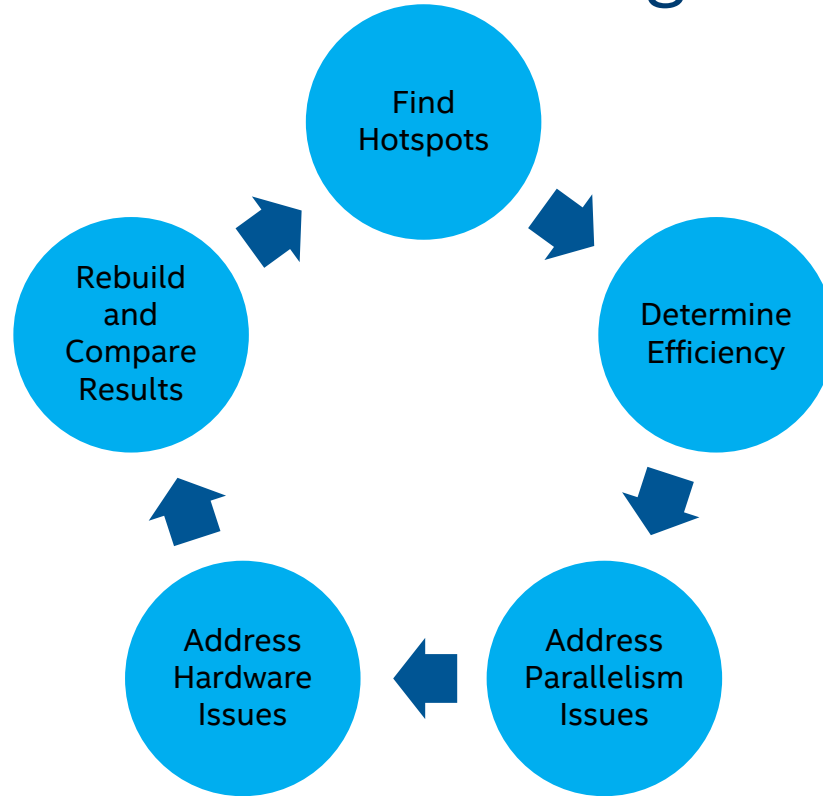 Find
Hotspots
Determine
Efficiency
Address
Parallelism
Issues
Address
Hardware
Issues
Rebuild
and
Compare
Results